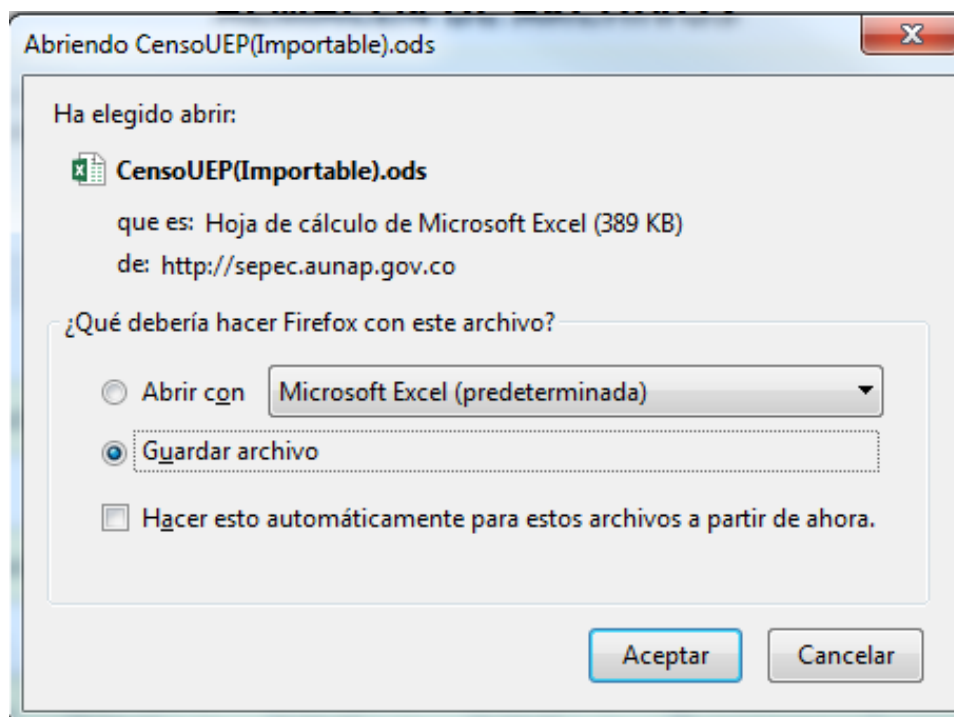 Abriendo CensoUEP(Importable).ods
Ha elegido abrir:
CensoUEP(Importable).ods
que es: Hoja de cálculo de Microsoft Excel (389 KB)
de: http://sepec.aunap.gov.co
¿Qué debería hacer Firefox con este archivo?
Abrir con Microsoft Excel (predeterminada)
Guardar archivo
Hacer esto automáticamente para estos archivos a partir de ahora.
Aceptar Cancelar